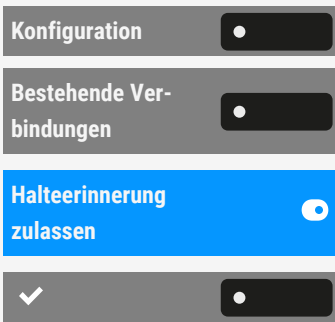 Konfiguration
Bestehende Ver-
bindungen
Halteerinnerung
zulassen